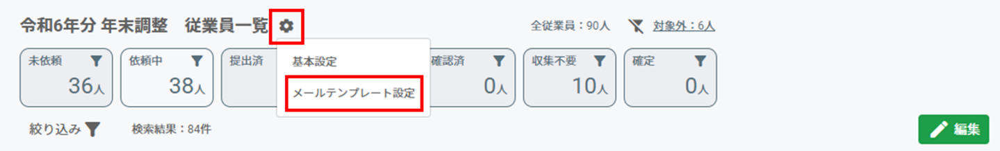 令和6年分 年末調整　従業員一覧
全従業員：90人 対象外：6人
未依頼 依頼中 提出済 基本設定 確認済 収集不要 確定
36人 38人 メールテンプレート設定 0人 10人 0人
絞り込み 検索結果：84件 編集